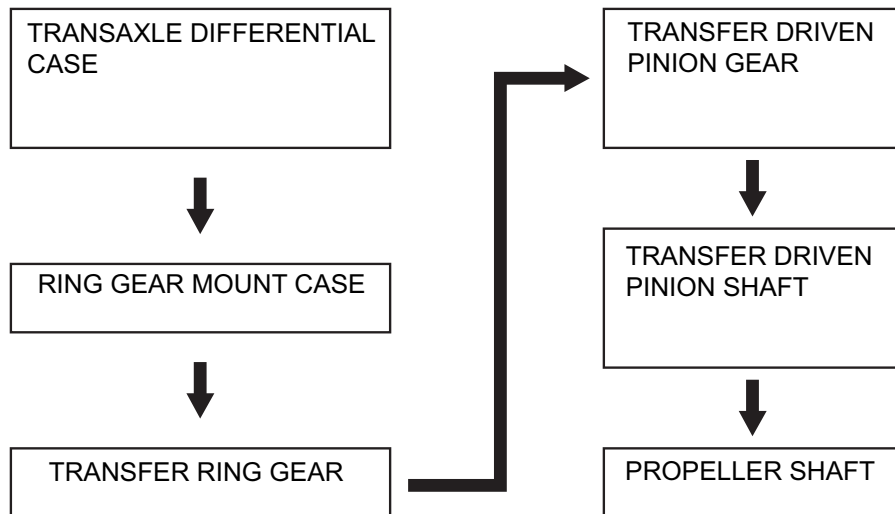 TRANSAXLE DIFFERENTIAL
CASE
RING GEAR MOUNT CASE
TRANSFER RING GEAR
TRANSFER DRIVEN
PINION GEAR
TRANSFER DRIVEN
PINION SHAFT
PROPELLER SHAFT